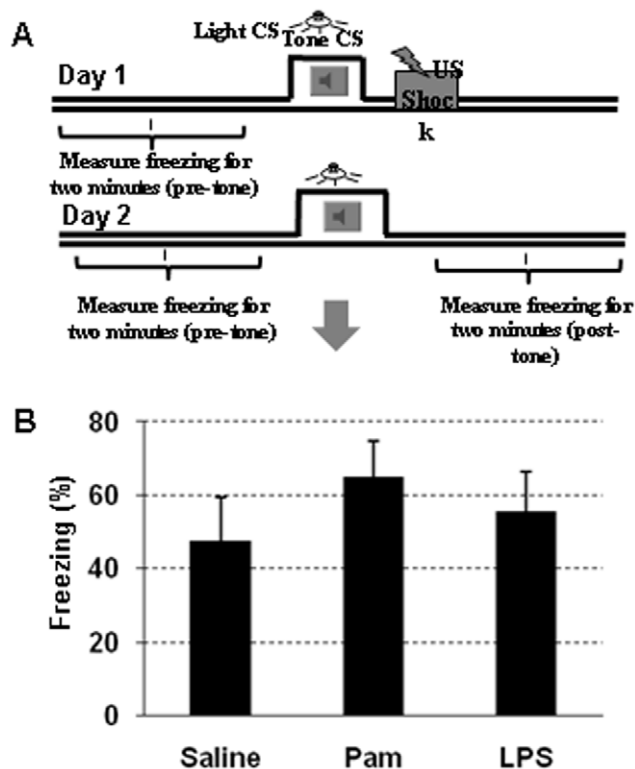 A
Light CS
Tone CS
Day 1
US
Shoc
k
Measure freezing for
two minutes (pre-tone)
Day 2
Measure freezing for
two minutes (pre-tone)
Measure freezing for
two minutes (post-
tone)
B
Freezing (%)
80
60
40
20
0
Saline
Pam
LPS